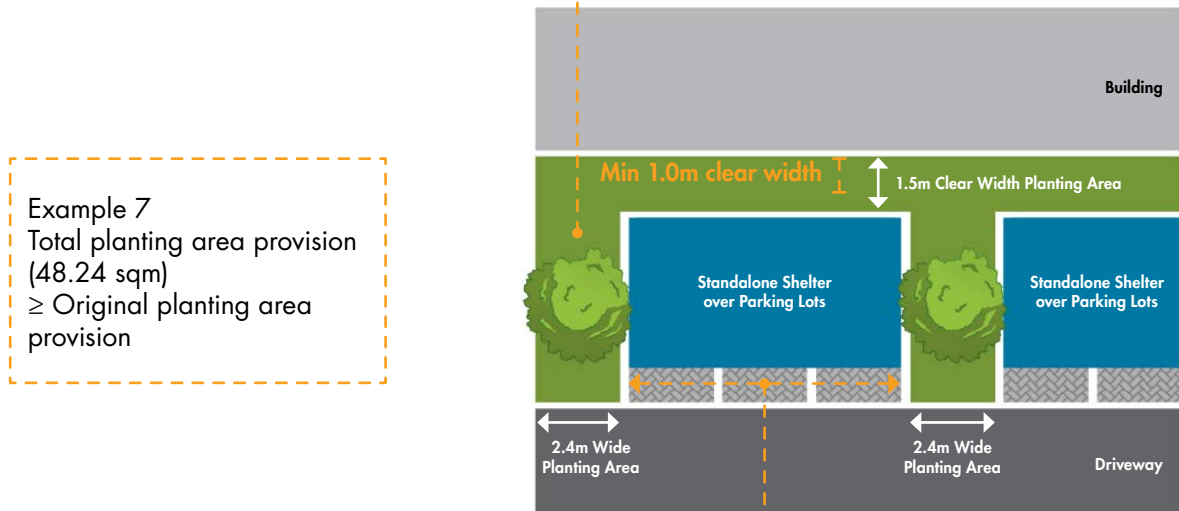 Building
Min 1.0m clear width
1.5m Clear Width Planting Area
Example 7
Total planting area provision
(48.24 sqm)
≥ Original planting area
provision
Standalone Shelter
over Parking Lots
Standalone Shelter
over Parking Lots
2.4m Wide
Planting Area
2.4m Wide
Planting Area
Driveway